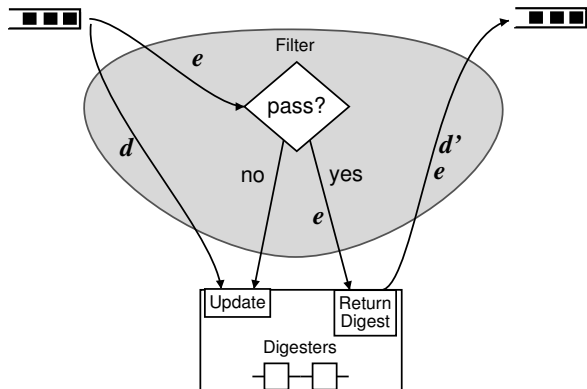 Filter
e
pass?
d
d'
e
no
yes
e
Update
Return
Digest
Digesters